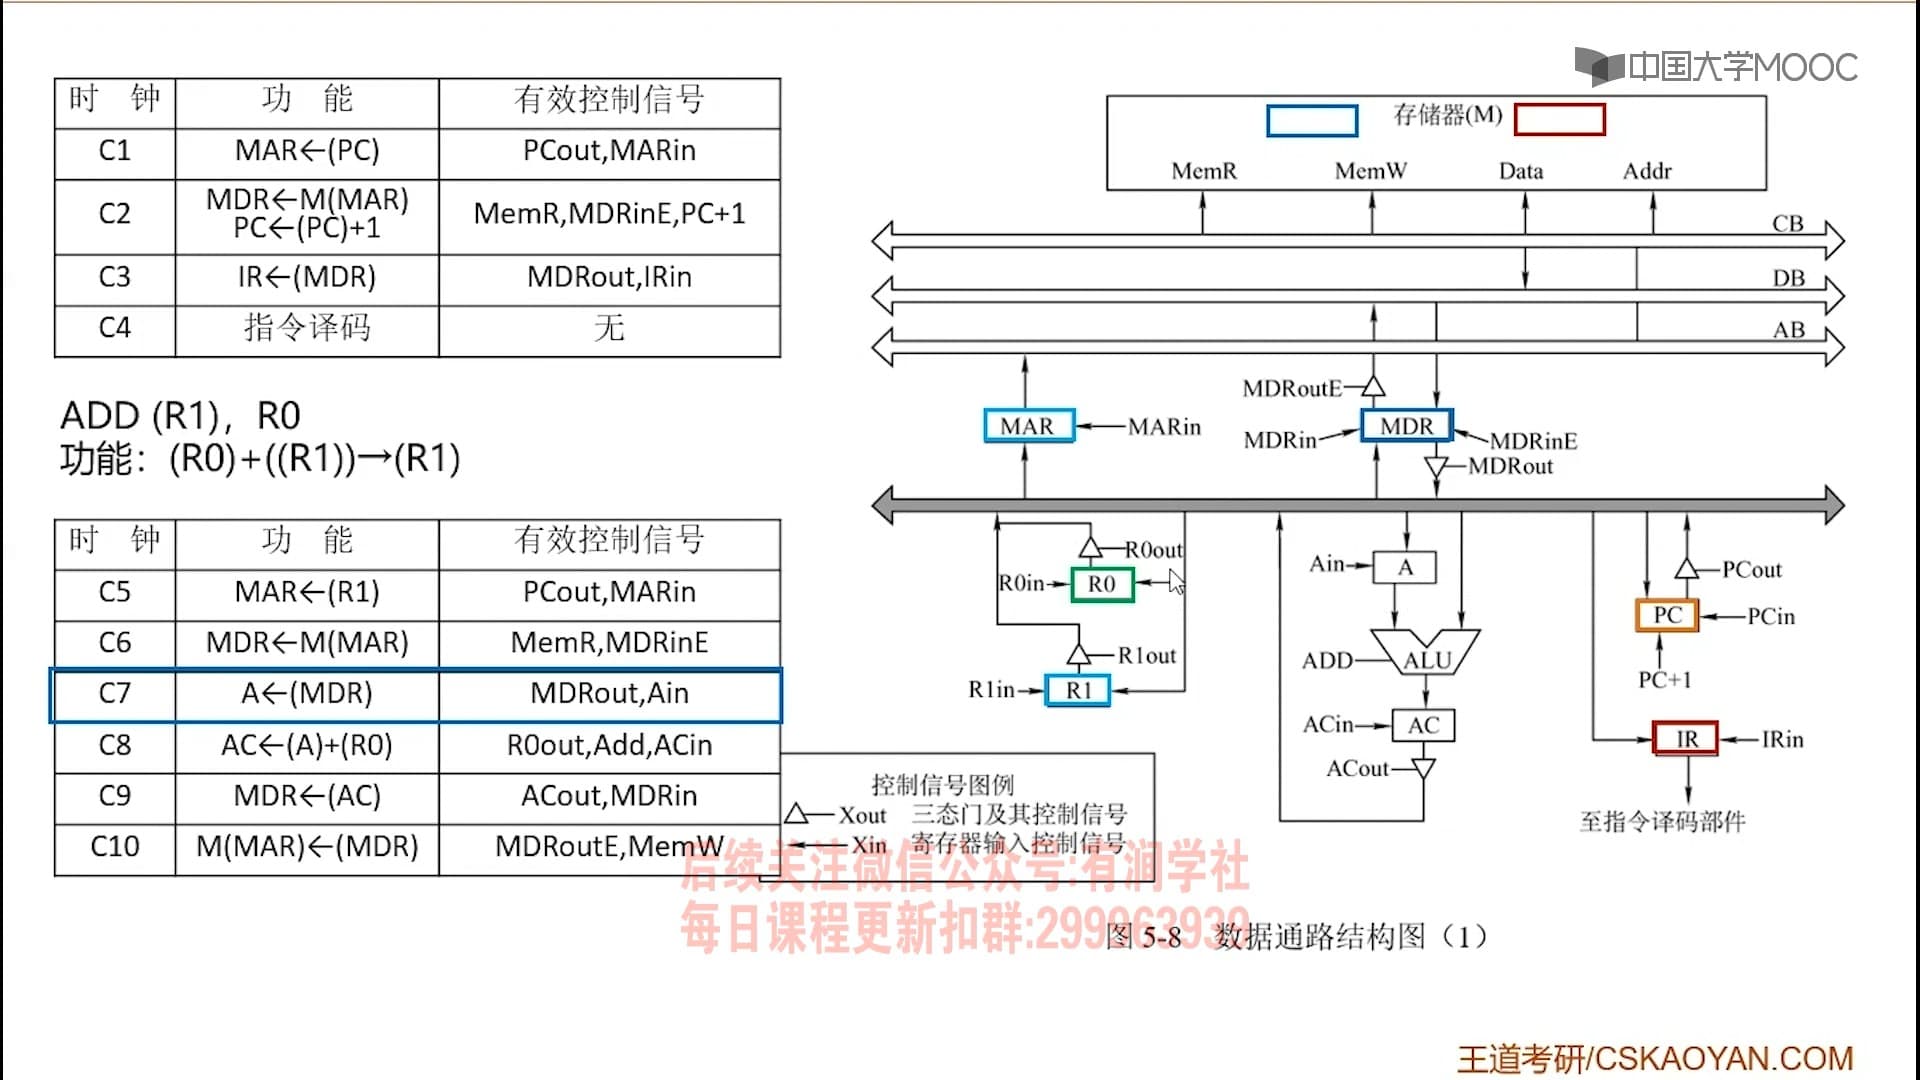 中国大学MOOC
时 钟 功 能 有效控制信号
C1 MAR←(PC) PCout,MARin
C2 MDR←M(MAR) PC←(PC)+1 MemR,MDRinE,PC+1
C3 IR←(MDR) MDRout,IRin
C4 指令译码 无
ADD (R1)，R0
功能：(R0)+((R1))→(R1)
时 钟 功 能 有效控制信号
C5 MAR←(R1) PCout,MARin
C6 MDR←M(MAR) MemR,MDRinE
C7 A←(MDR) MDRout,Ain
C8 AC←(A)+(R0) R0out,Add,ACin
C9 MDR←(AC) ACout,MDRin
C10 M(MAR)←(MDR) MDRoutE,MemW
存储器(M)
MemR MemW Data Addr
CB
DB
AB
MDRoutE
MAR MARin
MDRin MDR MDRinE
MDRout
R0out
R0in R0
R1out
R1in R1
Ain A
ADD ALU
ACin AC
ACout
PCout
PC PCin
PC+1
IR IRin
至指令译码部件
控制信号图例
Xout 三态门及其控制信号
Xin 寄存器输入控制信号
后续关注微信公众号:有润学社
每日课程更新扣群:299963939
图 5-8 数据通路结构图（1）
王道考研/CSKAOYAN.COM